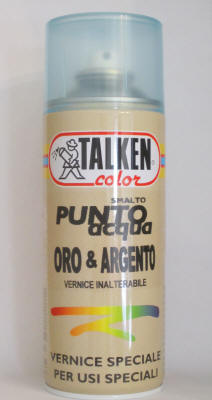 TALKEN
color
SMALTO
PUNTO
acqua
ORO & ARGENTO
VERNICE INALTERABILE
VERNICE SPECIALE
PER USI SPECIALI